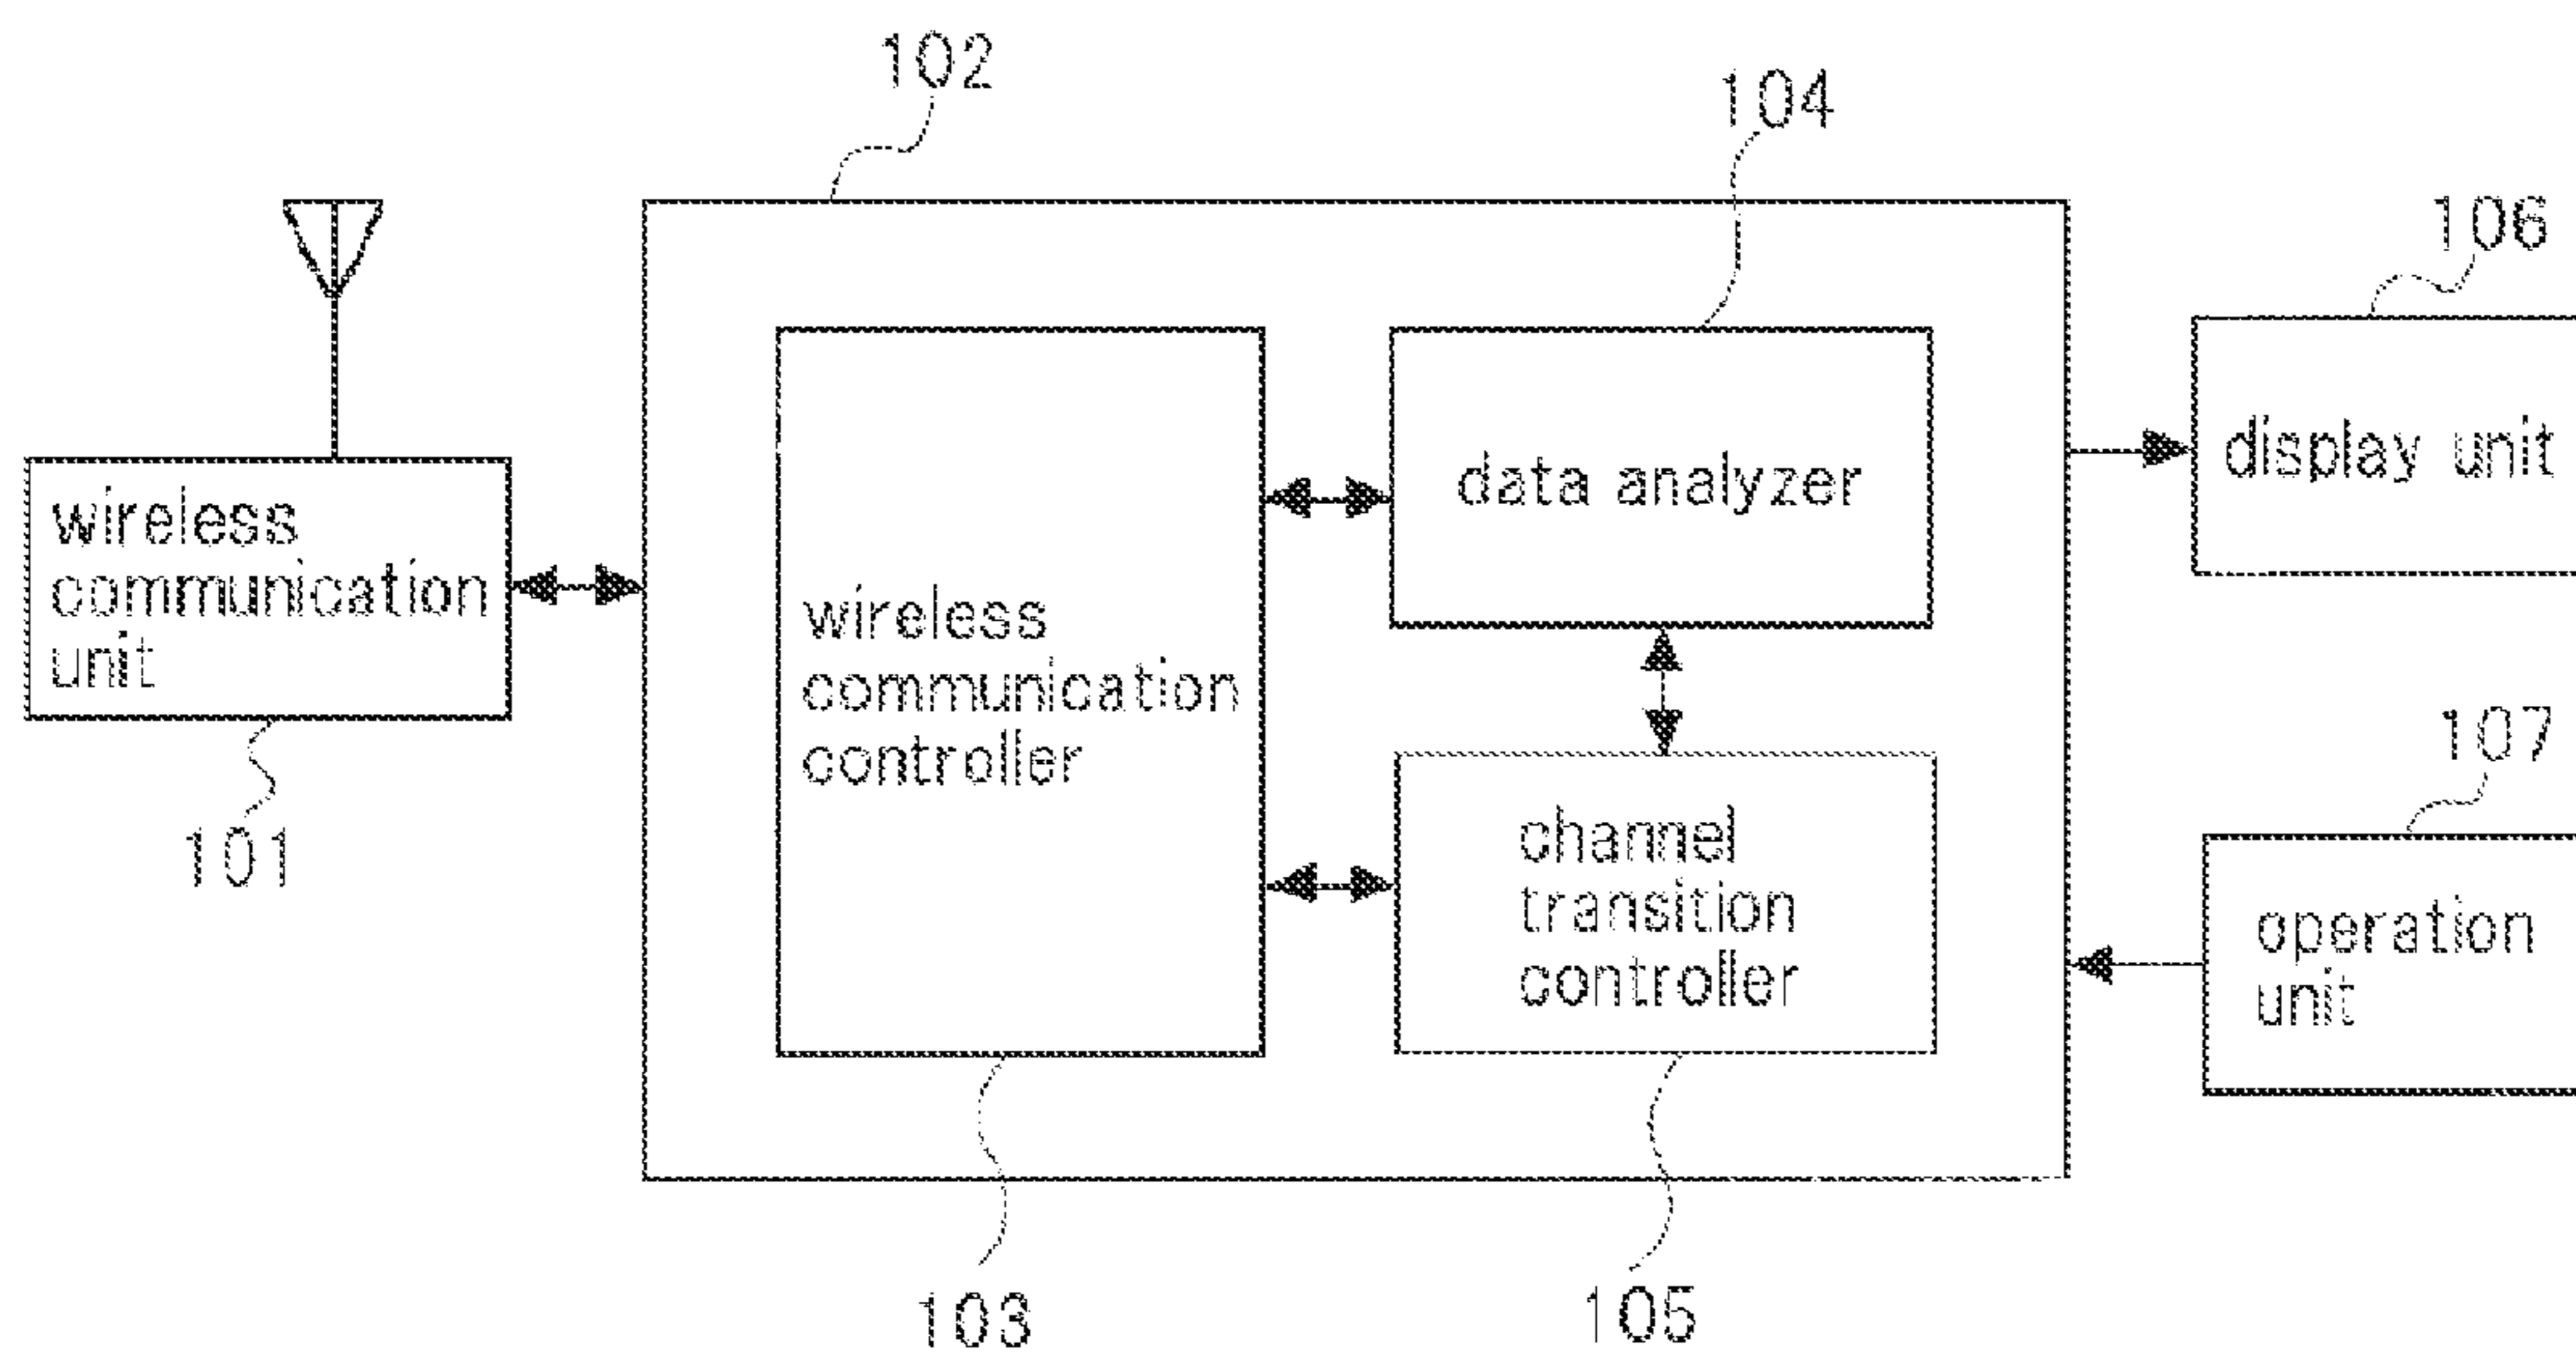 102
104
106
wireless
communication
unit
101
wireless
communication
controller
103
data analyzer
channel
transition
controller
105
display unit
107
operation
unit